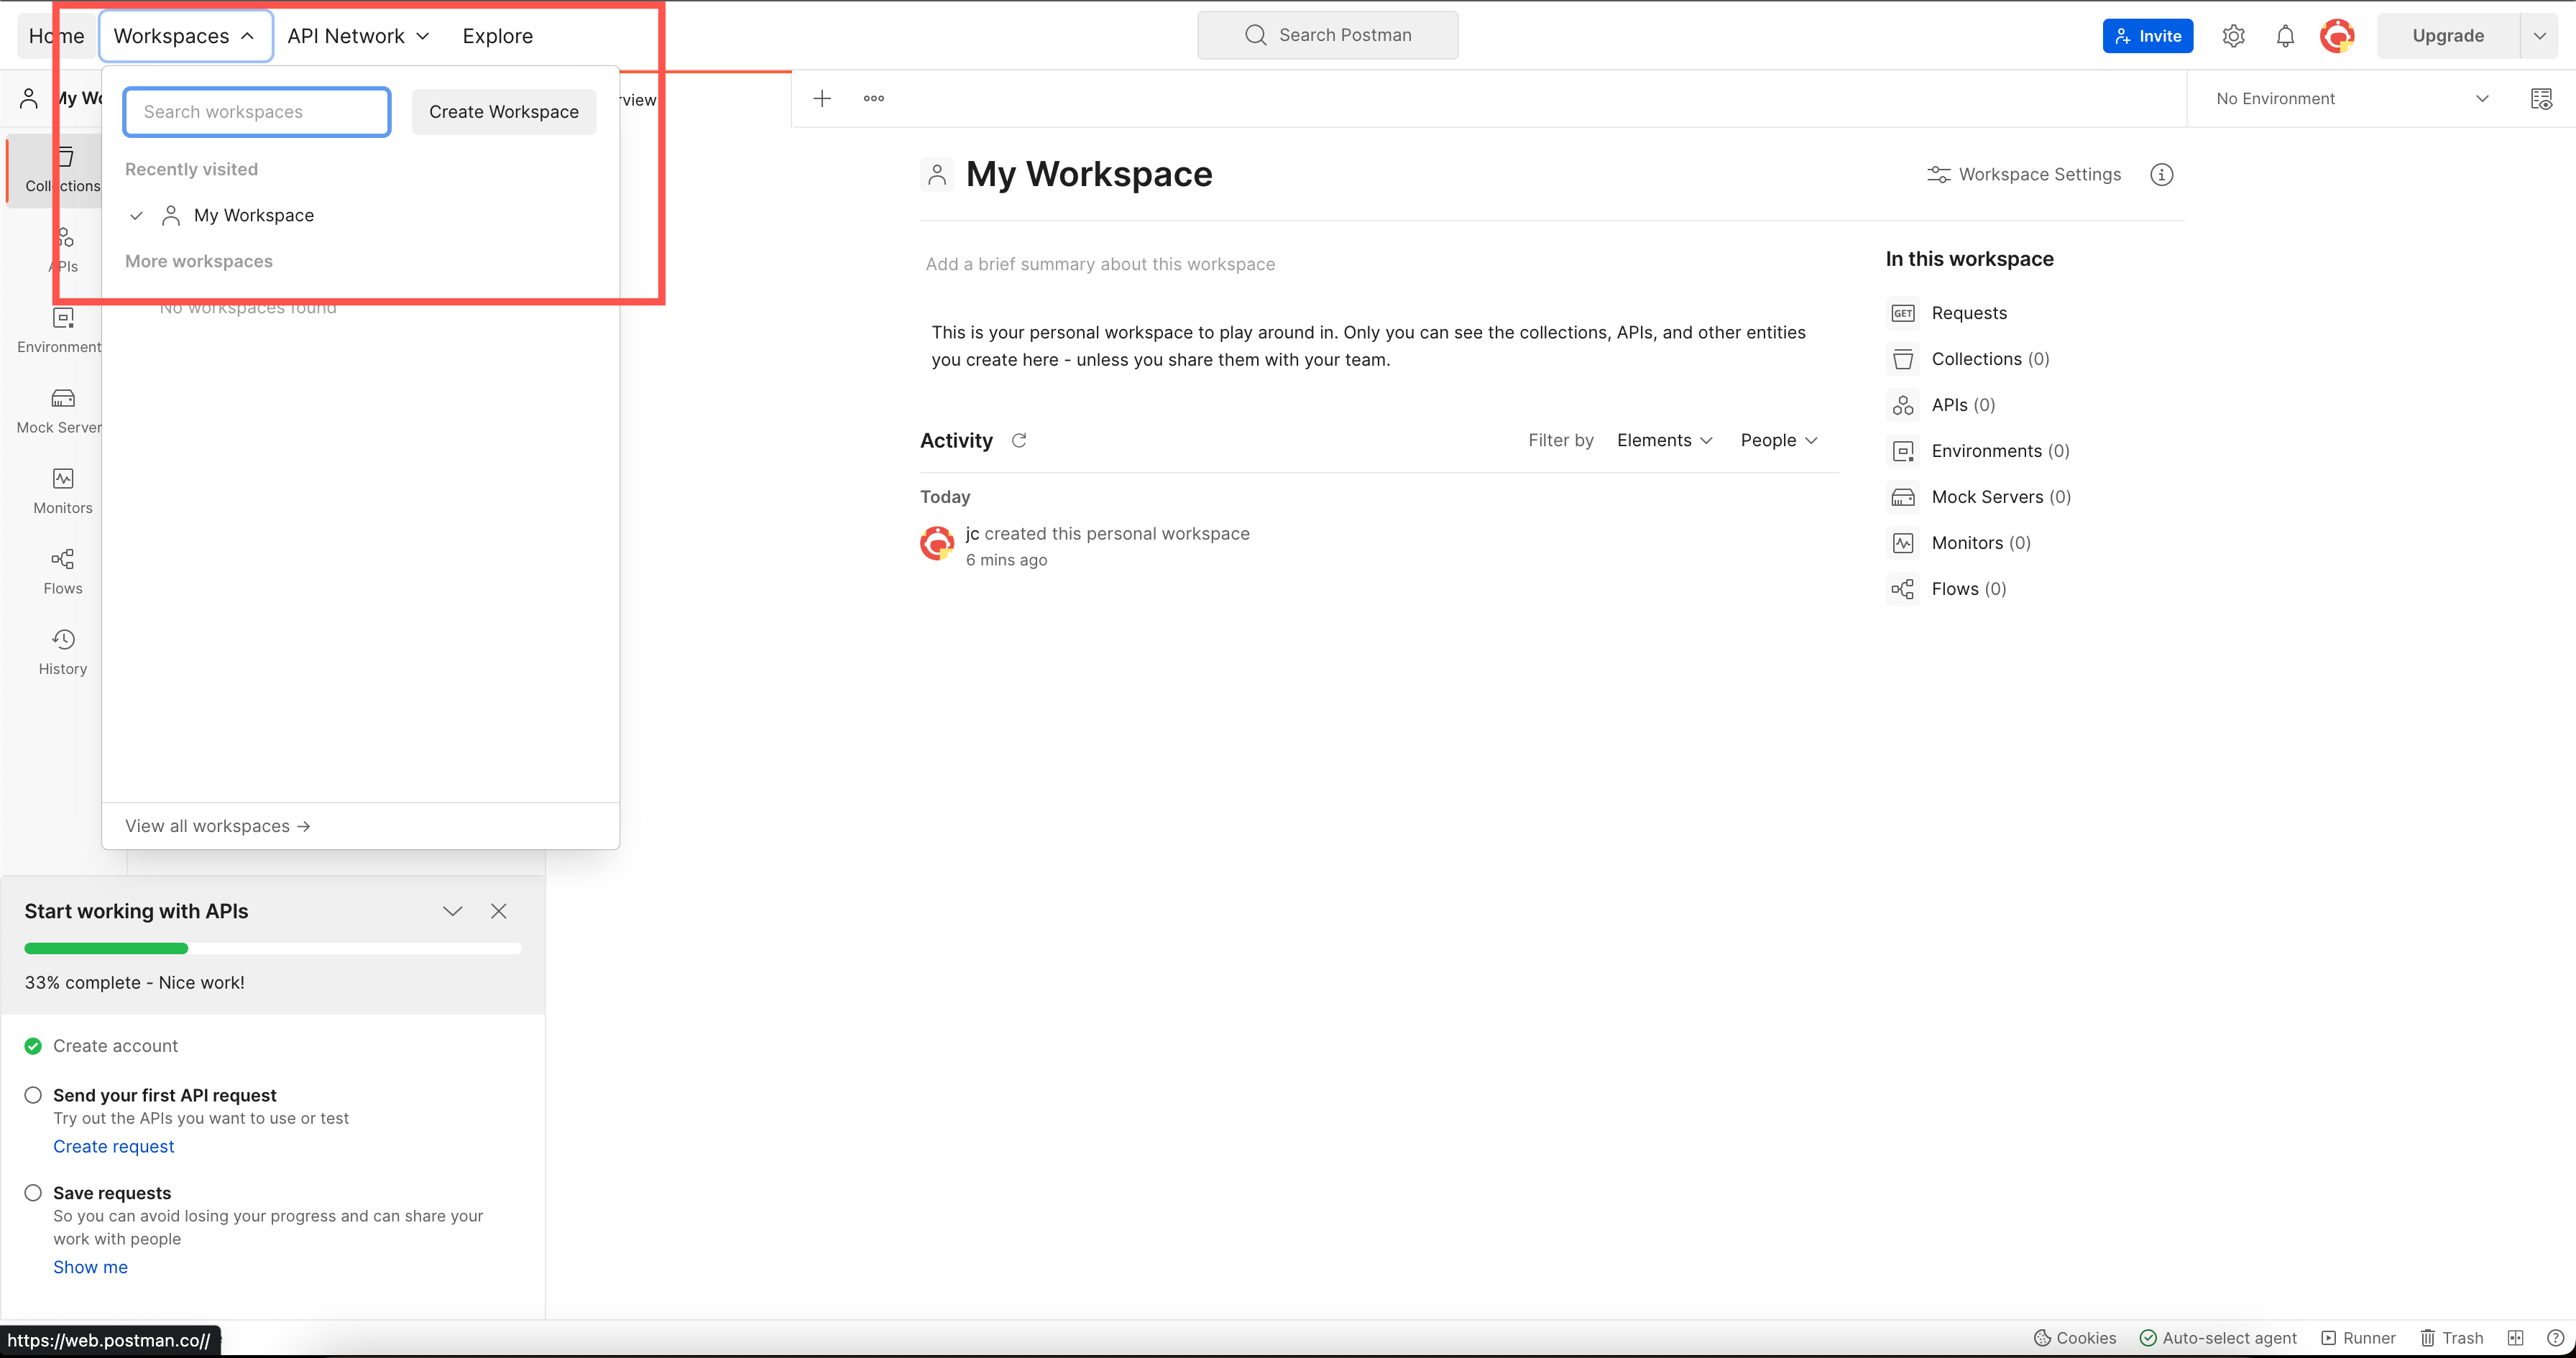 Home
Workspaces
API Network
Explore
Search Postman
Invite
Upgrade
My Wo
Search workspaces
Create Workspace
rview
No Environment
Recently visited
My Workspace
More workspaces
No workspaces found
View all workspaces →
Collections
APIs
Environment
Mock Server
Monitors
Flows
History
My Workspace
Workspace Settings
Add a brief summary about this workspace
This is your personal workspace to play around in. Only you can see the collections, APIs, and other entities
you create here - unless you share them with your team.
Activity
Filter by
Elements
People
Today
jc created this personal workspace
6 mins ago
In this workspace
GET Requests
Collections (0)
APIs (0)
Environments (0)
Mock Servers (0)
Monitors (0)
Flows (0)
Start working with APIs
33% complete - Nice work!
Create account
Send your first API request
Try out the APIs you want to use or test
Create request
Save requests
So you can avoid losing your progress and can share your
work with people
Show me
https://web.postman.co//
Cookies
Auto-select agent
Runner
Trash